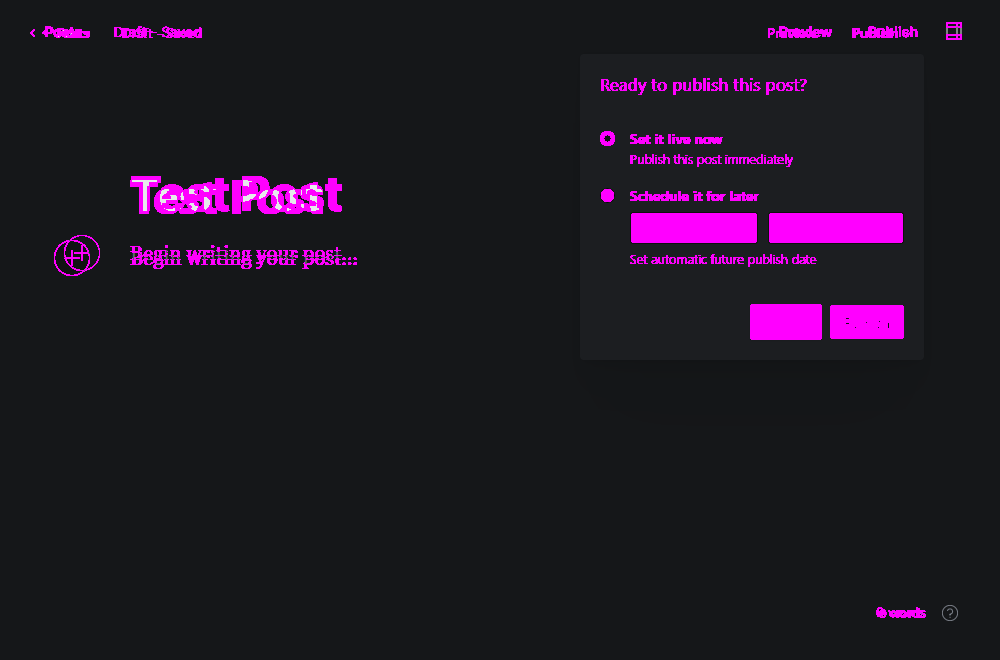 Posts Draft - Saved Preview Publish
Ready to publish this post?
Set it live now
Publish this post immediately
Test Post
Schedule it for later
Begin writing your post...
Set automatic future publish date
words
?